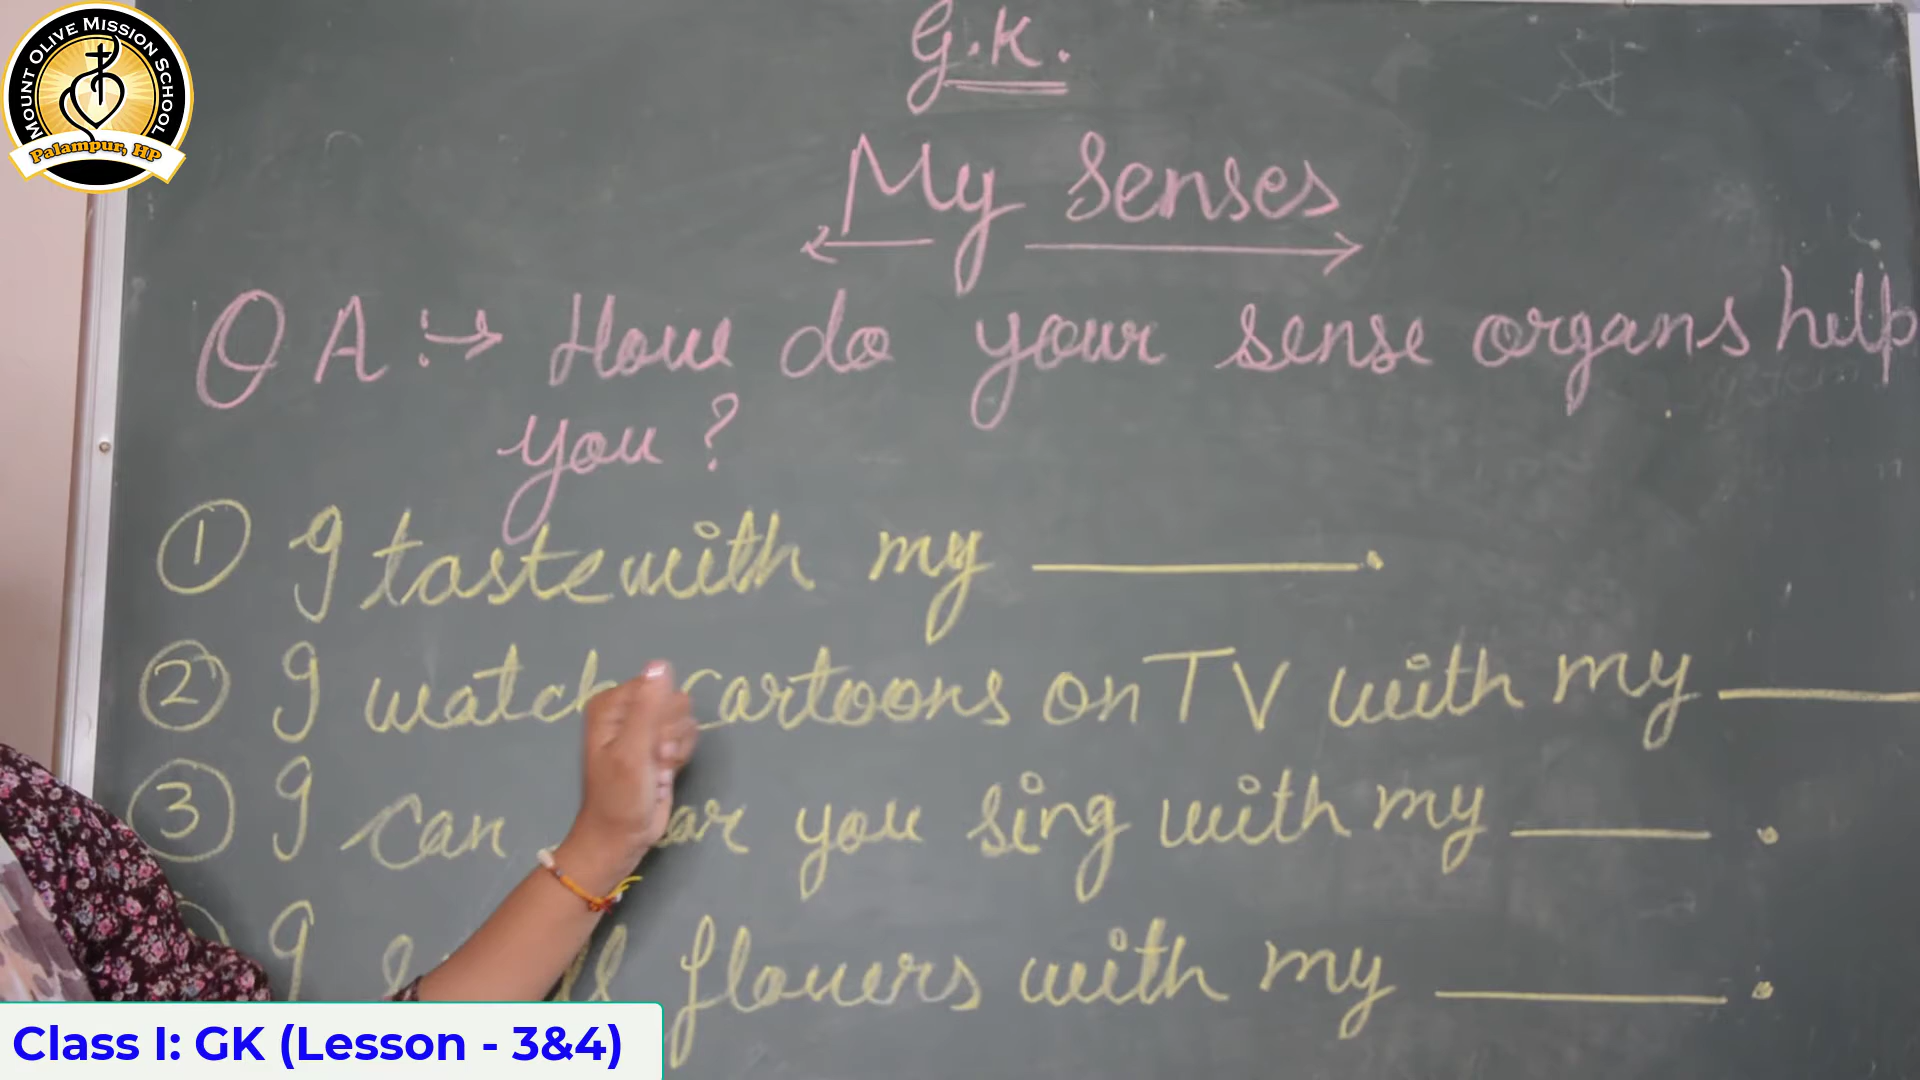 MOUNT OLIVE MISSION SCHOOL
Palampur, HP
G.K.
My Senses
Q A :→ How do your sense organs help
you?
① I taste with my ______.
② I watch cartoons on TV with my ______
③ I can you sing with my ______.
I flowers with my ______.
Class I: GK (Lesson - 3&4)